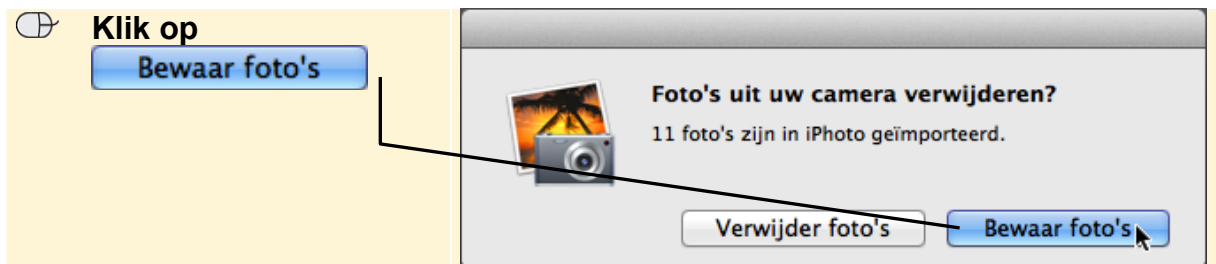 Klik op
Bewaar foto's
Foto's uit uw camera verwijderen?
11 foto's zijn in iPhoto geïmporteerd.
Verwijder foto's
Bewaar foto's